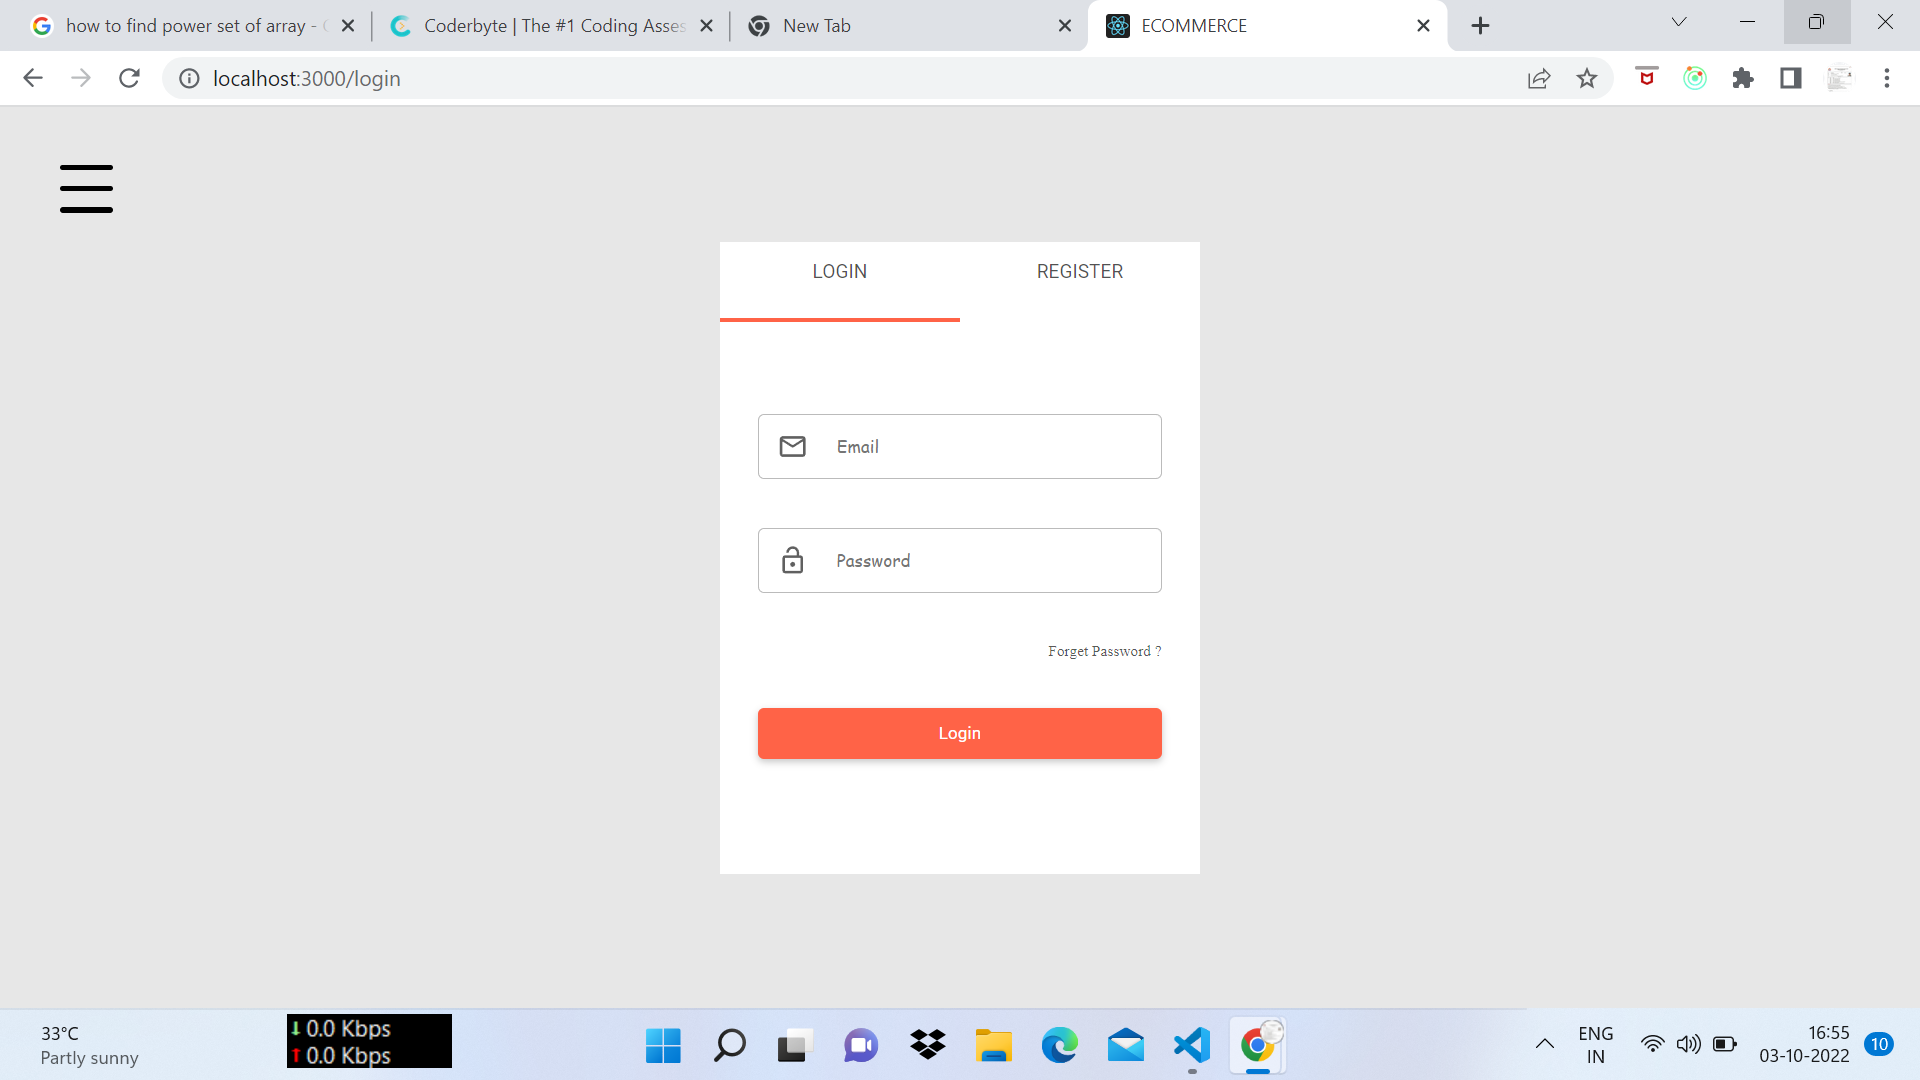 how to find power set of array -
Coderbyte | The #1 Coding Asses
New Tab
ECOMMERCE
localhost:3000/login
LOGIN
REGISTER
Email
Password
Forget Password ?
Login
33°C
Partly sunny
0.0 Kbps
0.0 Kbps
ENG
IN
16:55
03-10-2022
10